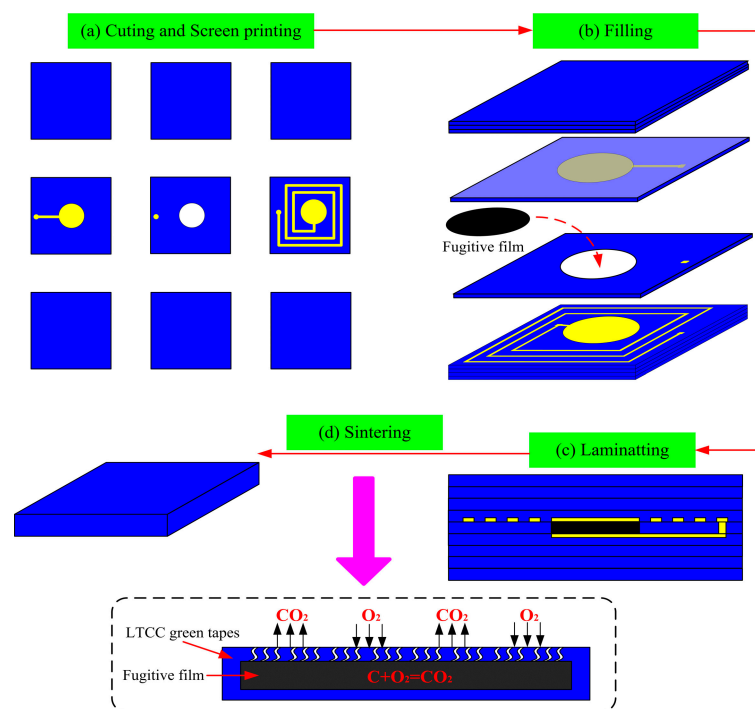 (a) Cuting and Screen printing
(b) Filling
Fugitive film
(d) Sintering
(c) Laminatting
CO₂
O₂
CO₂
O₂
LTCC green tapes
Fugitive film
C+O₂=CO₂